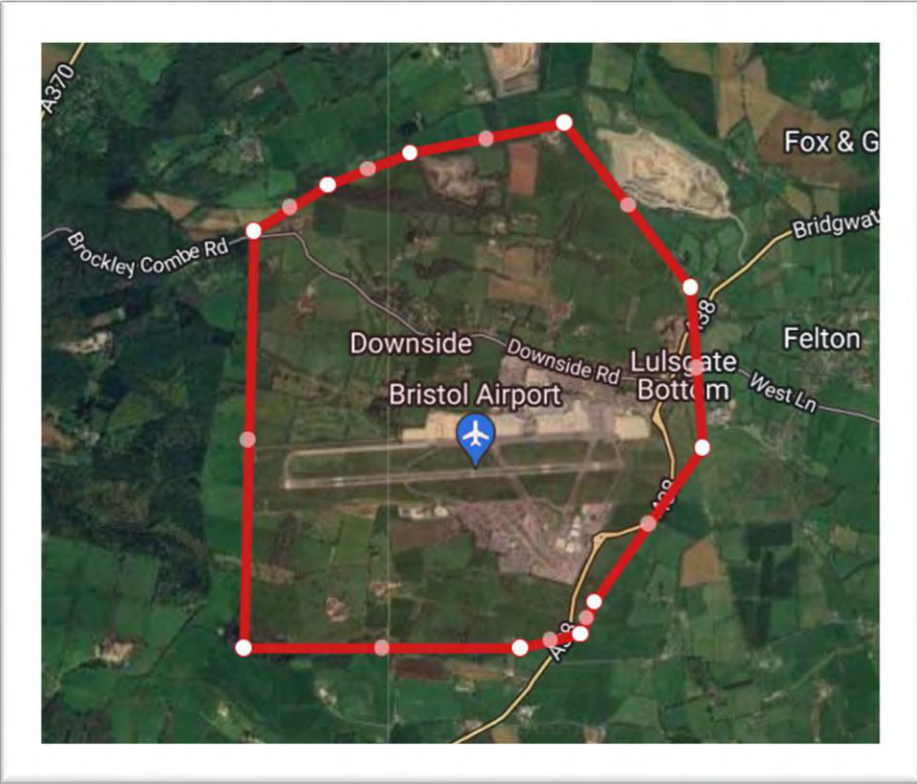 A370
Fox & G
Bridgwat
Brockley Combe Rd
A38
Downside
Downside Rd
Lulsgate
Bottom
Felton
West Ln
Bristol Airport
A38
A38